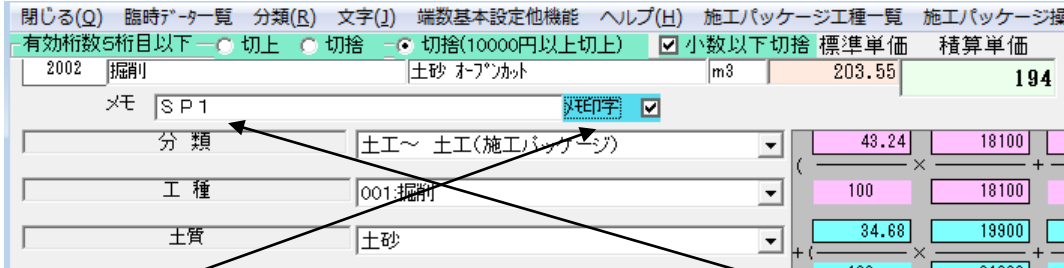 閉じる(Q) 臨時ﾃﾞｰﾀ一覧 分類(R) 文字(J) 端数基本設定他機能 ヘルプ(H) 施工パッケージ工種一覧 施工パッケージ操
有効桁数5桁目以下 切上 切捨 切捨(10000円以上切上) 小数以下切捨 標準単価 積算単価
2002 掘削 土砂 ｵｰﾌﾟﾝｶｯﾄ m3 203.55 194
メモ ＳＰ１ ﾒﾓ印字
分 類 土工～ 土工(施工パッケージ) 43.24 18100
( × +
工 種 001:掘削 100 18100
土質 土砂 34.68 19900
+( × +